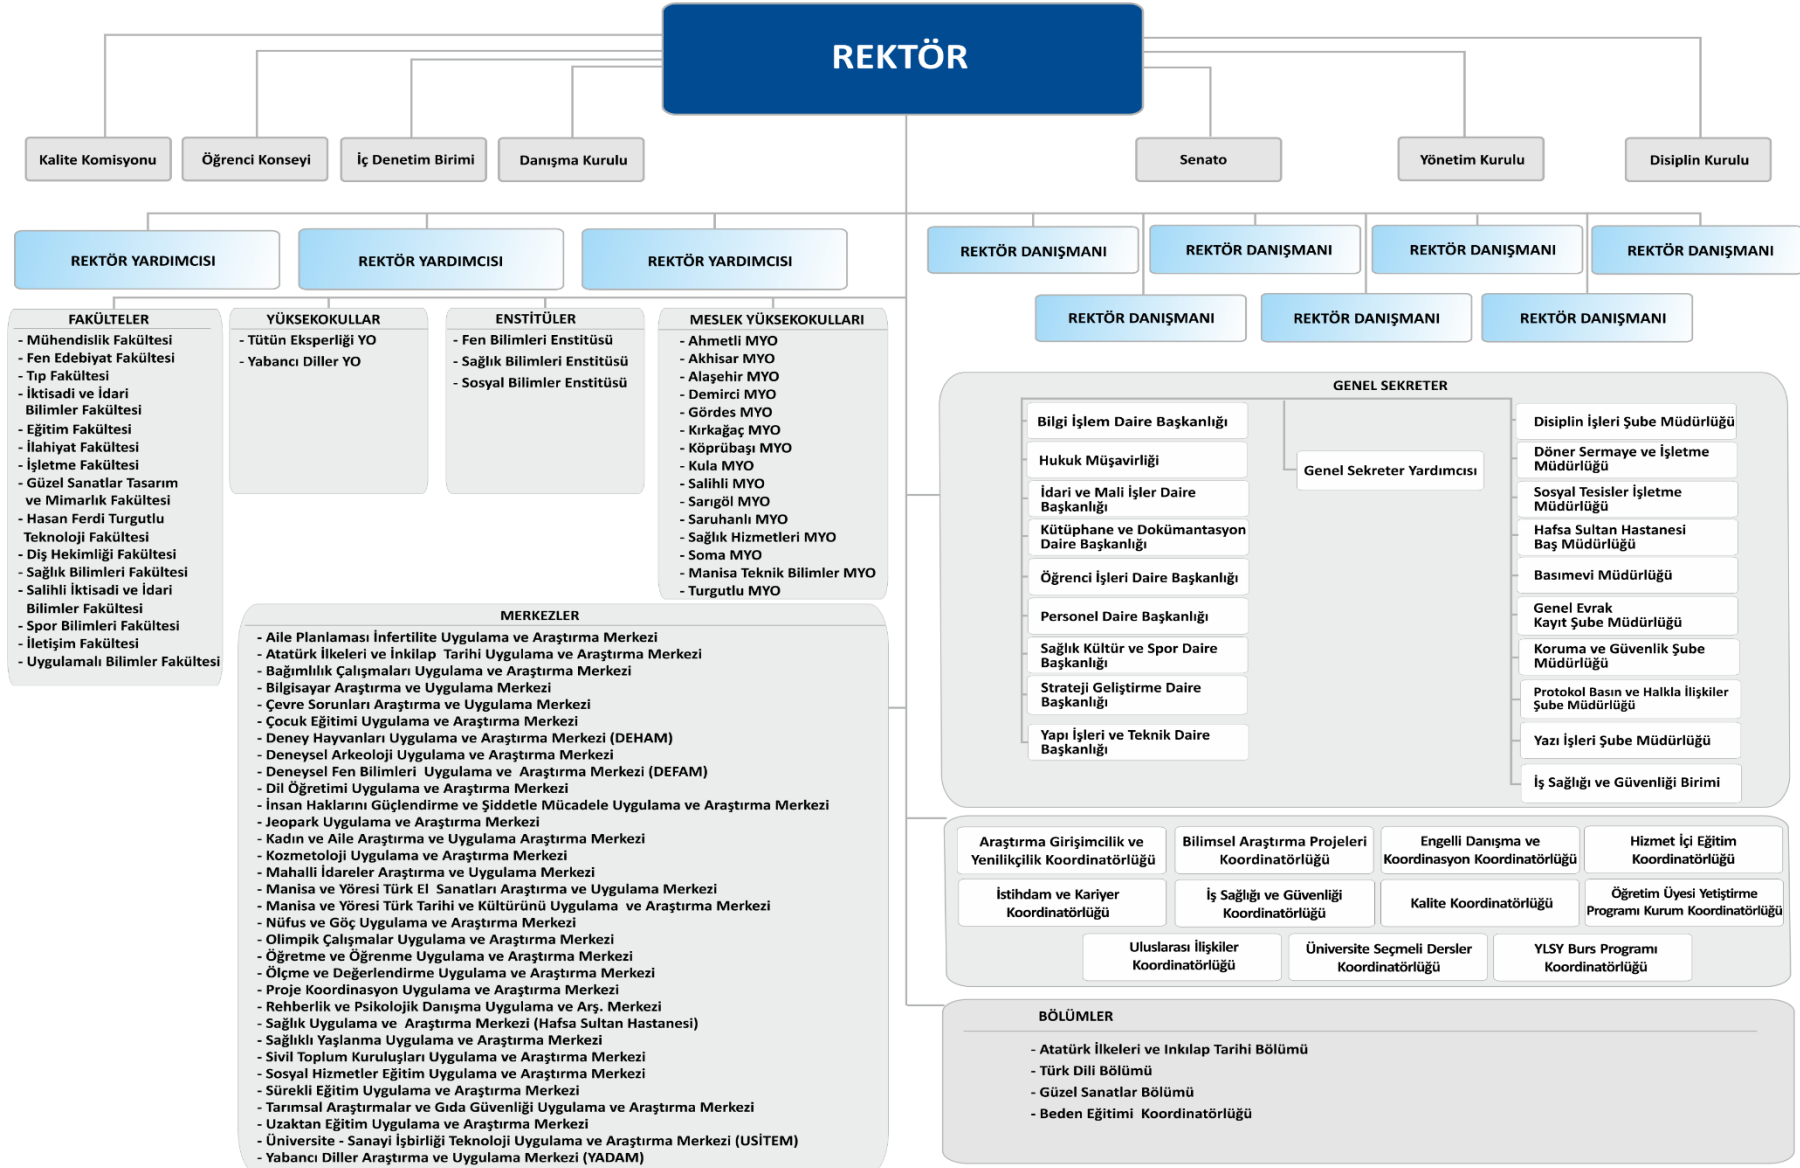 REKTÖR
Kalite Komisyonu
Öğrenci Konseyi
İç Denetim Birimi
Danışma Kurulu
Senato
Yönetim Kurulu
Disiplin Kurulu
REKTÖR YARDIMCISI
REKTÖR YARDIMCISI
REKTÖR YARDIMCISI
REKTÖR DANIŞMANI
REKTÖR DANIŞMANI
REKTÖR DANIŞMANI
REKTÖR DANIŞMANI
REKTÖR DANIŞMANI
REKTÖR DANIŞMANI
REKTÖR DANIŞMANI
FAKÜLTELER
- Mühendislik Fakültesi
- Fen Edebiyat Fakültesi
- Tıp Fakültesi
- İktisadi ve İdari
Bilimler Fakültesi
- Eğitim Fakültesi
- İlahiyat Fakültesi
- İşletme Fakültesi
- Güzel Sanatlar Tasarım
ve Mimarlık Fakültesi
- Hasan Ferdi Turgutlu
Teknoloji Fakültesi
- Diş Hekimliği Fakültesi
- Sağlık Bilimleri Fakültesi
- Salihli İktisadi ve İdari
Bilimler Fakültesi
- Spor Bilimleri Fakültesi
- İletişim Fakültesi
- Uygulamalı Bilimler Fakültesi
YÜKSEKOKULLAR
- Tütün Eksperliği YO
- Yabancı Diller YO
ENSTİTÜLER
- Fen Bilimleri Enstitüsü
- Sağlık Bilimleri Enstitüsü
- Sosyal Bilimler Enstitüsü
MESLEK YÜKSEKOKULLARI
- Ahmetli MYO
- Akhisar MYO
- Alaşehir MYO
- Demirci MYO
- Gördes MYO
- Kırkağaç MYO
- Köprübaşı MYO
- Kula MYO
- Salihli MYO
- Sarıgöl MYO
- Saruhanlı MYO
- Sağlık Hizmetleri MYO
- Soma MYO
- Manisa Teknik Bilimler MYO
- Turgutlu MYO
MERKEZLER
- Aile Planlaması İnfertilite Uygulama ve Araştırma Merkezi
- Atatürk İlkeleri ve İnkilap Tarihi Uygulama ve Araştırma Merkezi
- Bağımlılık Çalışmaları Uygulama ve Araştırma Merkezi
- Bilgisayar Araştırma ve Uygulama Merkezi
- Çevre Sorunları Araştırma ve Uygulama Merkezi
- Çocuk Eğitimi Uygulama ve Araştırma Merkezi
- Deney Hayvanları Uygulama ve Araştırma Merkezi (DEHAM)
- Deneysel Arkeoloji Uygulama ve Araştırma Merkezi
- Deneysel Fen Bilimleri Uygulama ve Araştırma Merkezi (DEFAM)
- Dil Öğretimi Uygulama ve Araştırma Merkezi
- İnsan Haklarını Güçlendirme ve Şiddetle Mücadele Uygulama ve Araştırma Merkezi
- Jeopark Uygulama ve Araştırma Merkezi
- Kadın ve Aile Araştırma ve Uygulama Araştırma Merkezi
- Kozmetoloji Uygulama ve Araştırma Merkezi
- Mahalli İdareler Araştırma ve Uygulama Merkezi
- Manisa ve Yöresi Türk El Sanatları Araştırma ve Uygulama Merkezi
- Manisa ve Yöresi Türk Tarihi ve Kültürünü Uygulama ve Araştırma Merkezi
- Nüfus ve Göç Uygulama ve Araştırma Merkezi
- Olimpik Çalışmalar Uygulama ve Araştırma Merkezi
- Öğretme ve Öğrenme Uygulama ve Araştırma Merkezi
- Ölçme ve Değerlendirme Uygulama ve Araştırma Merkezi
- Proje Koordinasyon Uygulama ve Araştırma Merkezi
- Rehberlik ve Psikolojik Danışma Uygulama ve Arş. Merkezi
- Sağlık Uygulama ve Araştırma Merkezi (Hafsa Sultan Hastanesi)
- Sağlıklı Yaşlanma Uygulama ve Araştırma Merkezi
- Sivil Toplum Kuruluşları Uygulama ve Araştırma Merkezi
- Sosyal Hizmetler Eğitim Uygulama ve Araştırma Merkezi
- Sürekli Eğitim Uygulama ve Araştırma Merkezi
- Tarımsal Araştırmalar ve Gıda Güvenliği Uygulama ve Araştırma Merkezi
- Uzaktan Eğitim Uygulama ve Araştırma Merkezi
- Üniversite - Sanayi İşbirliği Teknoloji Uygulama ve Araştırma Merkezi (USİTEM)
- Yabancı Diller Araştırma ve Uygulama Merkezi (YADAM)
GENEL SEKRETER
Bilgi İşlem Daire Başkanlığı
Hukuk Müşavirliği
İdari ve Mali İşler Daire
Başkanlığı
Kütüphane ve Dokümantasyon
Daire Başkanlığı
Öğrenci İşleri Daire Başkanlığı
Personel Daire Başkanlığı
Sağlık Kültür ve Spor Daire
Başkanlığı
Strateji Geliştirme Daire
Başkanlığı
Yapı İşleri ve Teknik Daire
Başkanlığı
Genel Sekreter Yardımcısı
Disiplin İşleri Şube Müdürlüğü
Döner Sermaye ve İşletme
Müdürlüğü
Sosyal Tesisler İşletme
Müdürlüğü
Hafsa Sultan Hastanesi
Baş Müdürlüğü
Basımevi Müdürlüğü
Genel Evrak
Kayıt Şube Müdürlüğü
Koruma ve Güvenlik Şube
Müdürlüğü
Protokol Basın ve Halkla İlişkiler
Şube Müdürlüğü
Yazı İşleri Şube Müdürlüğü
İş Sağlığı ve Güvenliği Birimi
Araştırma Girişimcilik ve
Yenilikçilik Koordinatörlüğü
Bilimsel Araştırma Projeleri
Koordinatörlüğü
Engelli Danışma ve
Koordinasyon Koordinatörlüğü
Hizmet İçi Eğitim
Koordinatörlüğü
İstihdam ve Kariyer
Koordinatörlüğü
İş Sağlığı ve Güvenliği
Koordinatörlüğü
Kalite Koordinatörlüğü
Öğretim Üyesi Yetiştirme
Programı Kurum Koordinatörlüğü
Uluslarası İlişkiler
Koordinatörlüğü
Üniversite Seçmeli Dersler
Koordinatörlüğü
YLSY Burs Programı
Koordinatörlüğü
BÖLÜMLER
- Atatürk İlkeleri ve Inkılap Tarihi Bölümü
- Türk Dili Bölümü
- Güzel Sanatlar Bölümü
- Beden Eğitimi Koordinatörlüğü